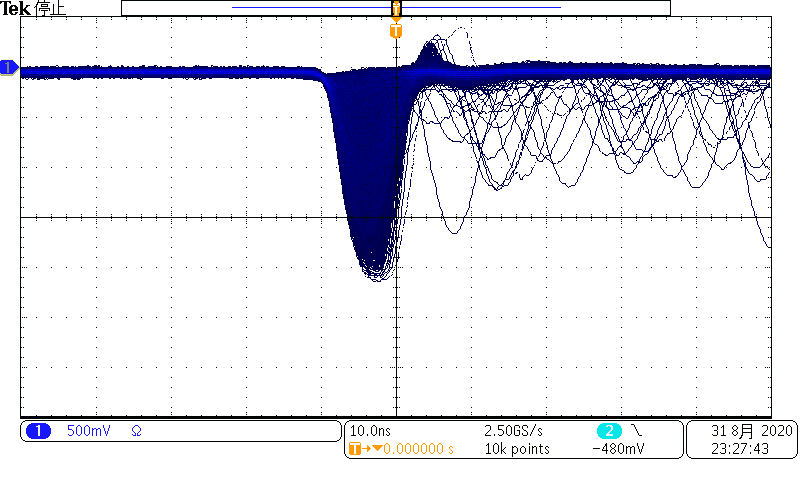 Tek 停止
T
T
1
1 500mV Ω
10.0ns 2.50GS/s 2 -480mV
T→▼0.000000 s 10k points
31 8月 2020
23:27:43